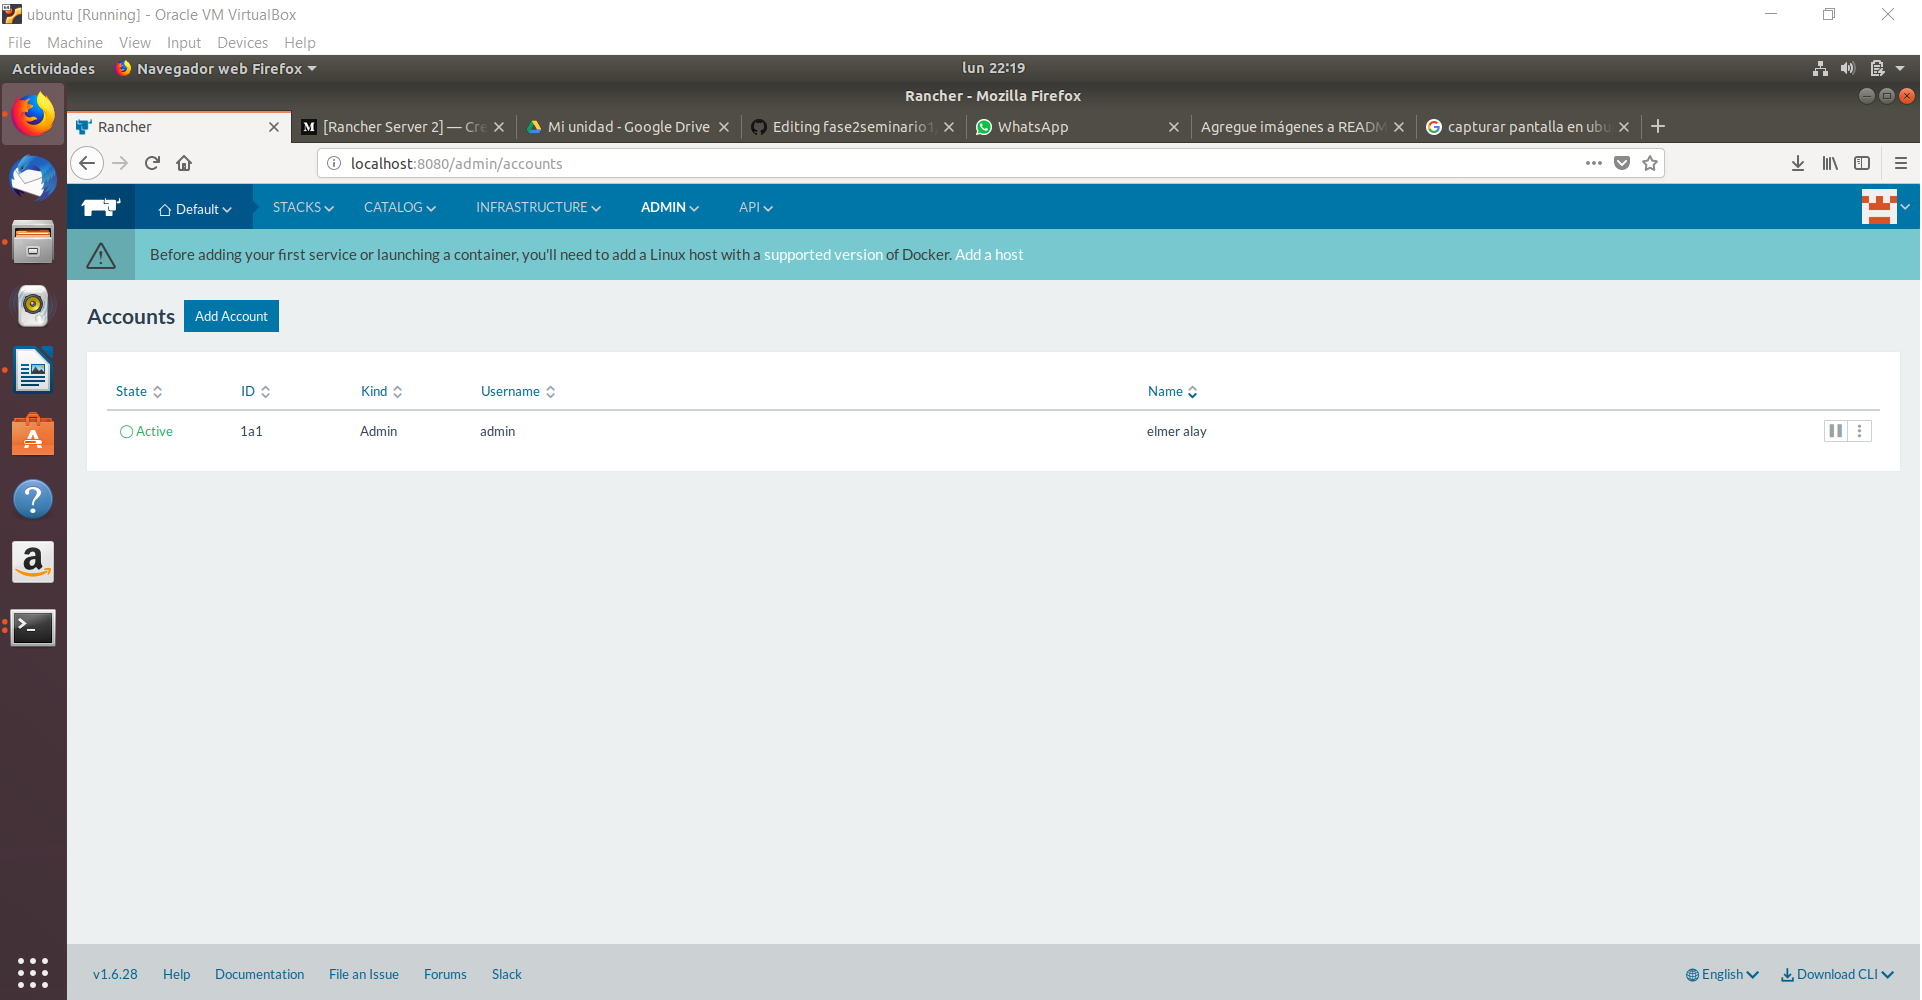 ubuntu [Running] - Oracle VM VirtualBox
File Machine View Input Devices Help
Actividades Navegador web Firefox lun 22:19
Rancher - Mozilla Firefox
Rancher [Rancher Server 2] — Cre Mi unidad - Google Drive Editing fase2seminario1 WhatsApp Agregue imágenes a READM capturar pantalla en ubu
localhost:8080/admin/accounts
Default STACKS CATALOG INFRASTRUCTURE ADMIN API
Before adding your first service or launching a container, you'll need to add a Linux host with a supported version of Docker. Add a host
Accounts Add Account
State ID Kind Username Name
Active 1a1 Admin admin elmer alay
v1.6.28 Help Documentation File an Issue Forums Slack English Download CLI